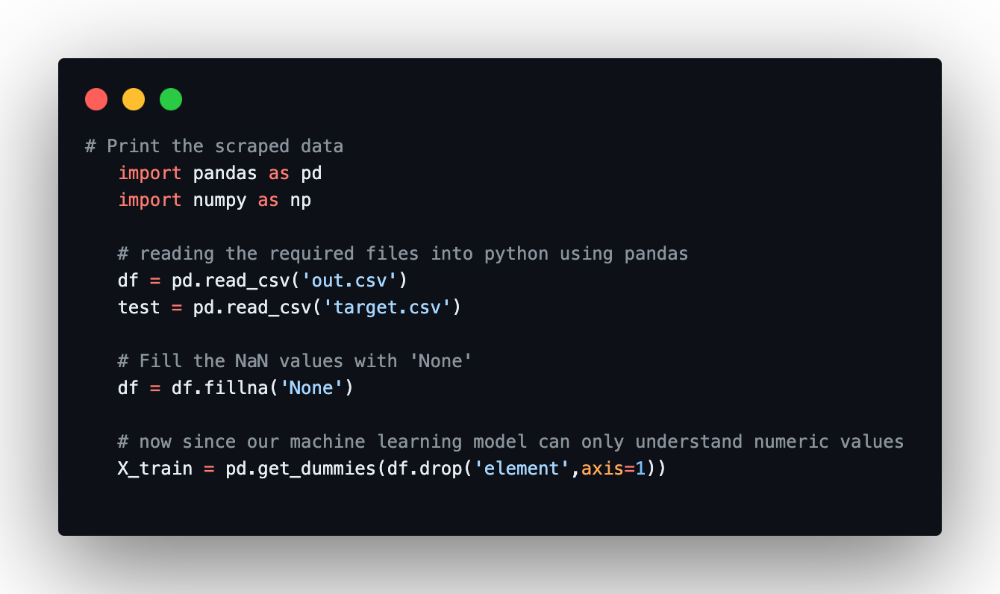 # Print the scraped data
   import pandas as pd
   import numpy as np

   # reading the required files into python using pandas
   df = pd.read_csv('out.csv')
   test = pd.read_csv('target.csv')

   # Fill the NaN values with 'None'
   df = df.fillna('None')

   # now since our machine learning model can only understand numeric values
   X_train = pd.get_dummies(df.drop('element',axis=1))